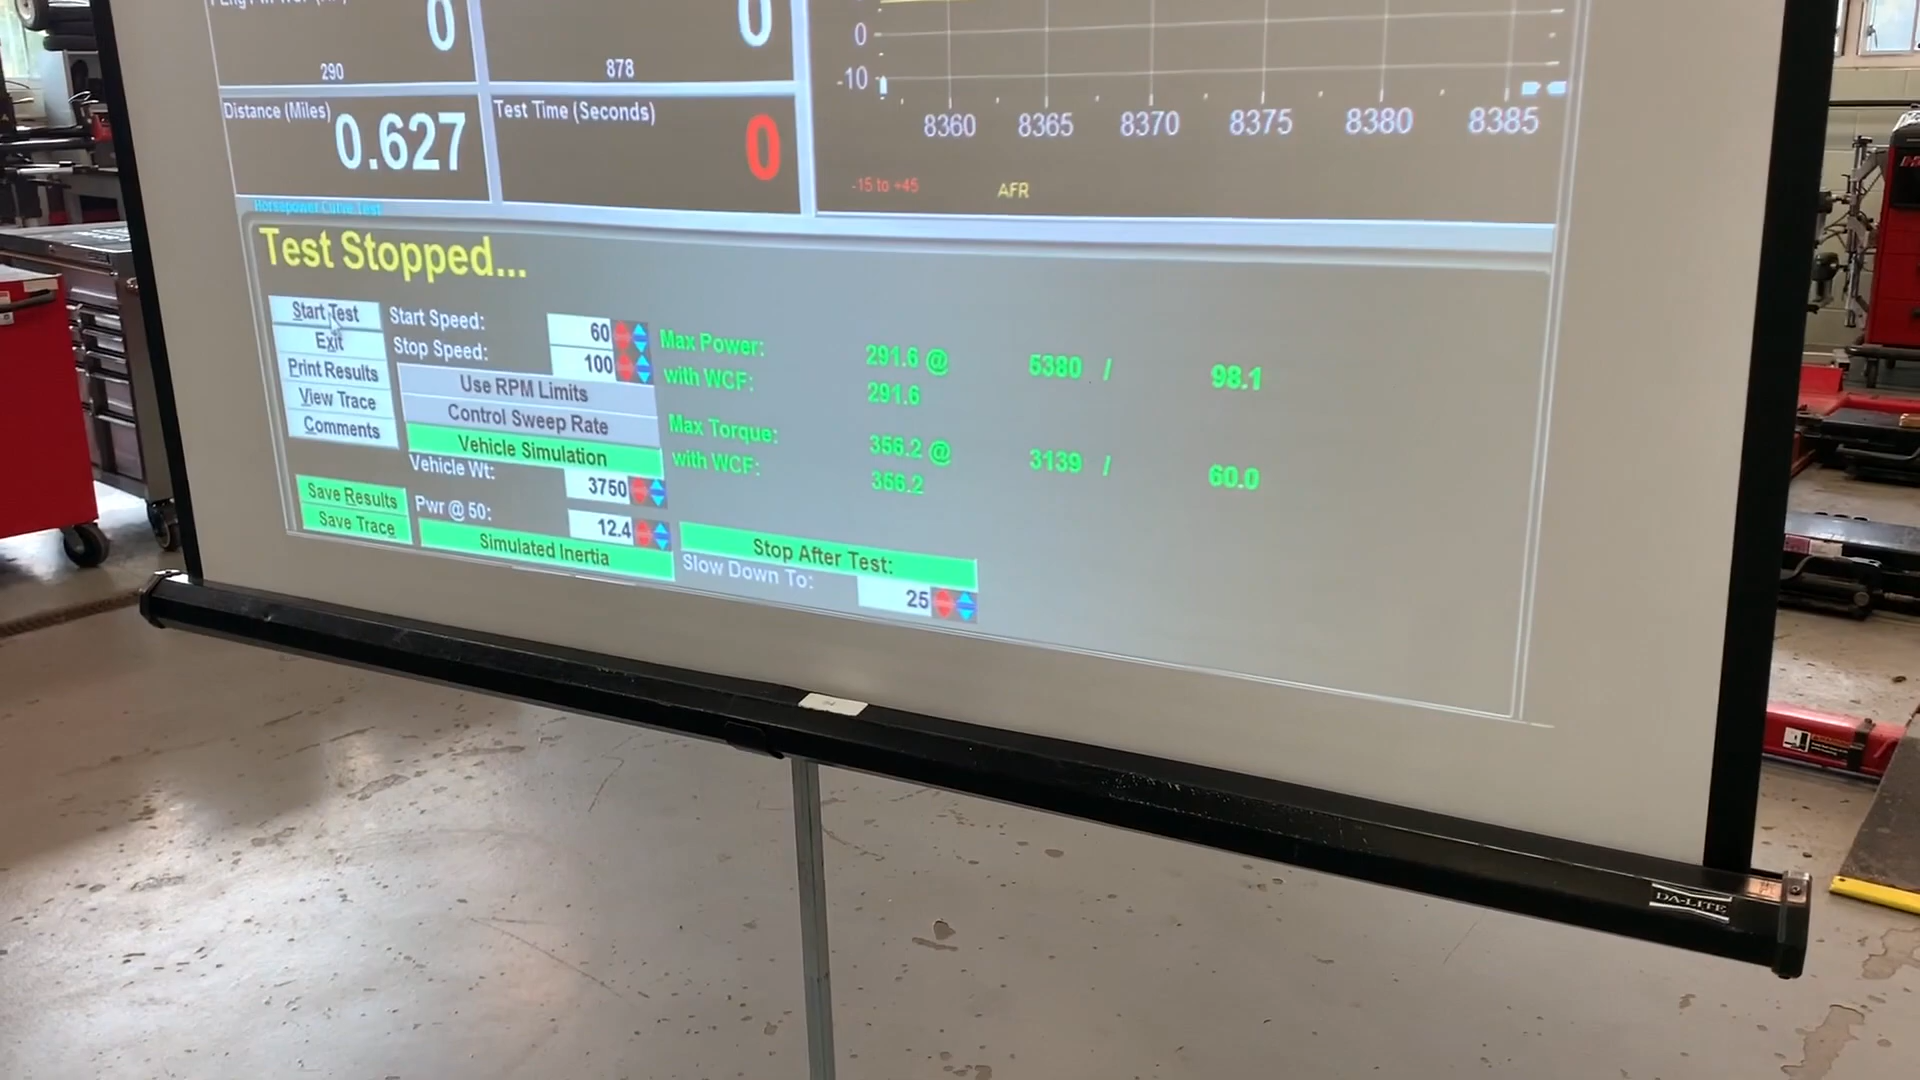 0
0
290
878
Distance (Miles)
0.627
Test Time (Seconds)
0
0
-10
8360 8365 8370 8375 8380 8385
-15 to +45
AFR
Horsepower Curve Test
Test Stopped...
Start Test
Exit
Print Results
View Trace
Comments
Save Results
Save Trace
Start Speed: 60
Stop Speed: 100
Use RPM Limits
Control Sweep Rate
Vehicle Simulation
Vehicle Wt: 3750
Pwr @ 50: 12.4
Simulated Inertia
Max Power: 291.6 @ 5380 / 98.1
with WCF: 291.6
Max Torque: 356.2 @ 3139 / 60.0
with WCF: 356.2
Stop After Test:
Slow Down To: 25
DA-LITE